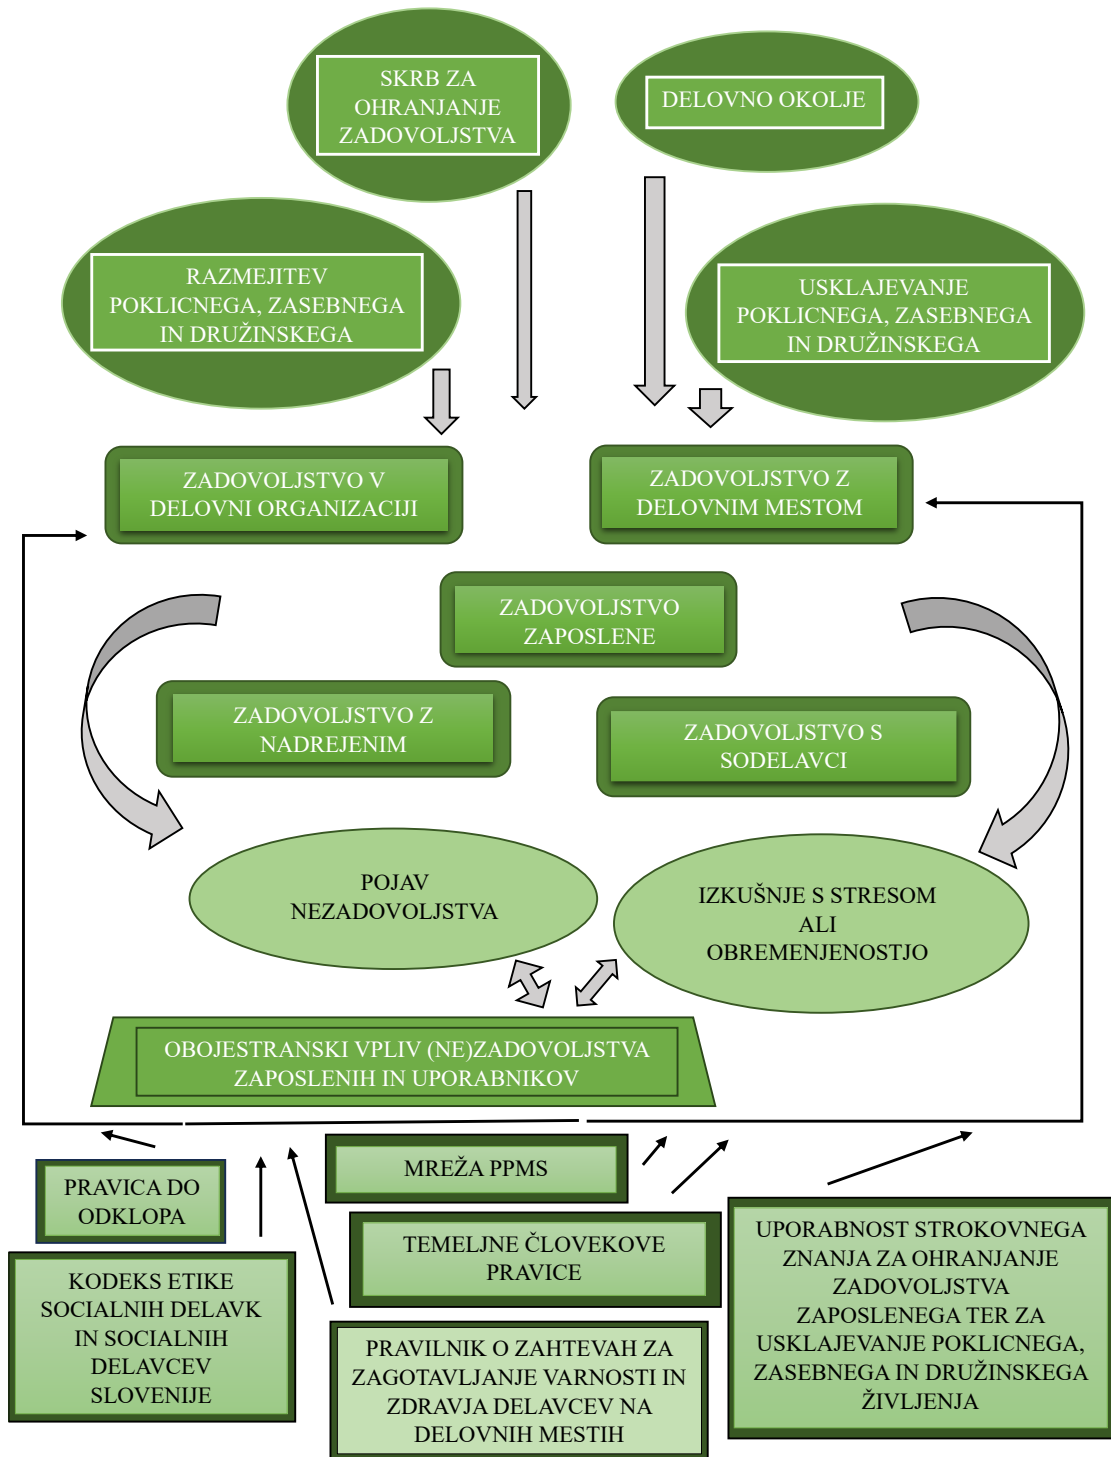 SKRB ZA
OHRANJANJE
ZADOVOLJSTVA
DELOVNO OKOLJE
RAZMEJITEV
POKLICNEGA, ZASEBNEGA
IN DRUŽINSKEGA
USKLAJEVANJE
POKLICNEGA, ZASEBNEGA
IN DRUŽINSKEGA
ZADOVOLJSTVO V
DELOVNI ORGANIZACIJI
ZADOVOLJSTVO Z
DELOVNIM MESTOM
ZADOVOLJSTVO
ZAPOSLENE
ZADOVOLJSTVO Z
NADREJENIM
ZADOVOLJSTVO S
SODELAVCI
POJAV
NEZADOVOLJSTVA
IZKUŠNJE S STRESOM
ALI
OBREMENJENOSTJO
OBOJESTRANSKI VPLIV (NE)ZADOVOLJSTVA
ZAPOSLENIH IN UPORABNIKOV
MREŽA PPMS
PRAVICA DO
ODKLOPA
TEMELJNE ČLOVEKOVE
PRAVICE
UPORABNOST STROKOVNEGA
ZNANJA ZA OHRANJANJE
ZADOVOLJSTVA
ZAPOSLENEGA TER ZA
USKLAJEVANJE POKLICNEGA,
ZASEBNEGA IN DRUŽINSKEGA
ŽIVLJENJA
KODEKS ETIKE
SOCIALNIH DELAVK
IN SOCIALNIH
DELAVCEV
SLOVENIJE
PRAVILNIK O ZAHTEVAH ZA
ZAGOTAVLJANJE VARNOSTI IN
ZDRAVJA DELAVCEV NA
DELOVNIH MESTIH